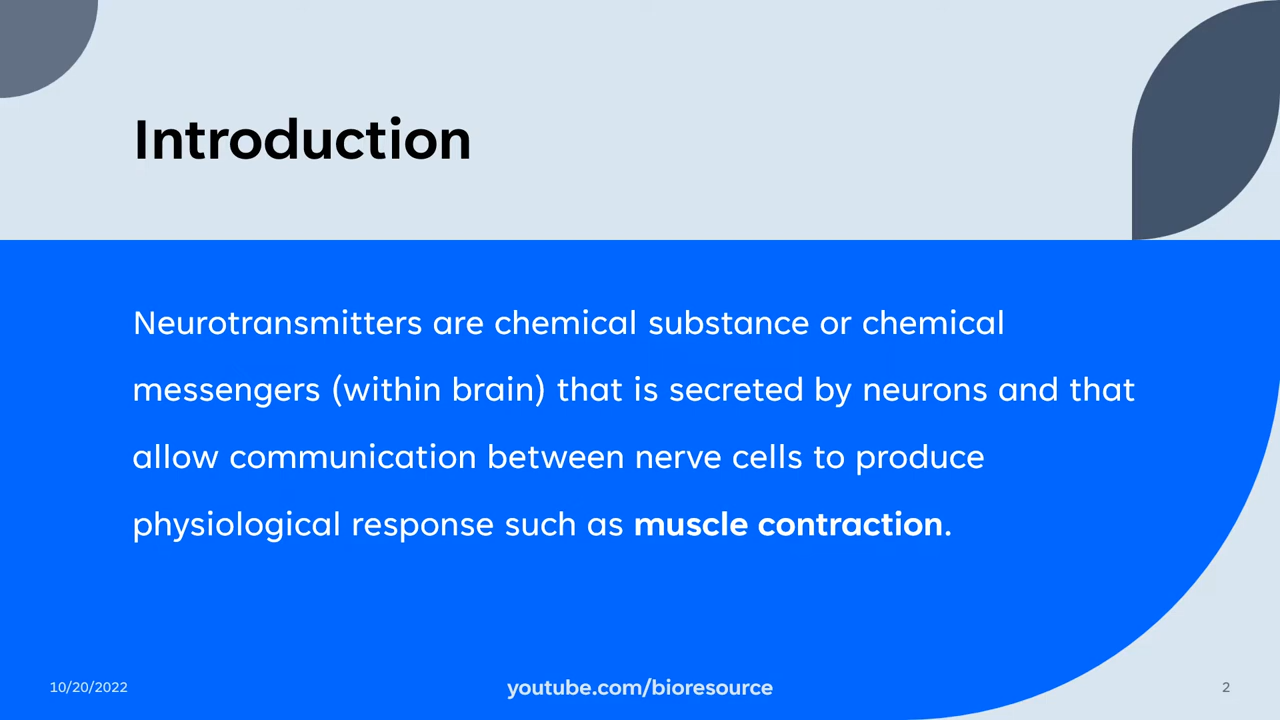 Introduction
Neurotransmitters are chemical substance or chemical
messengers (within brain) that is secreted by neurons and that
allow communication between nerve cells to produce
physiological response such as muscle contraction.
10/20/2022
youtube.com/bioresource
2